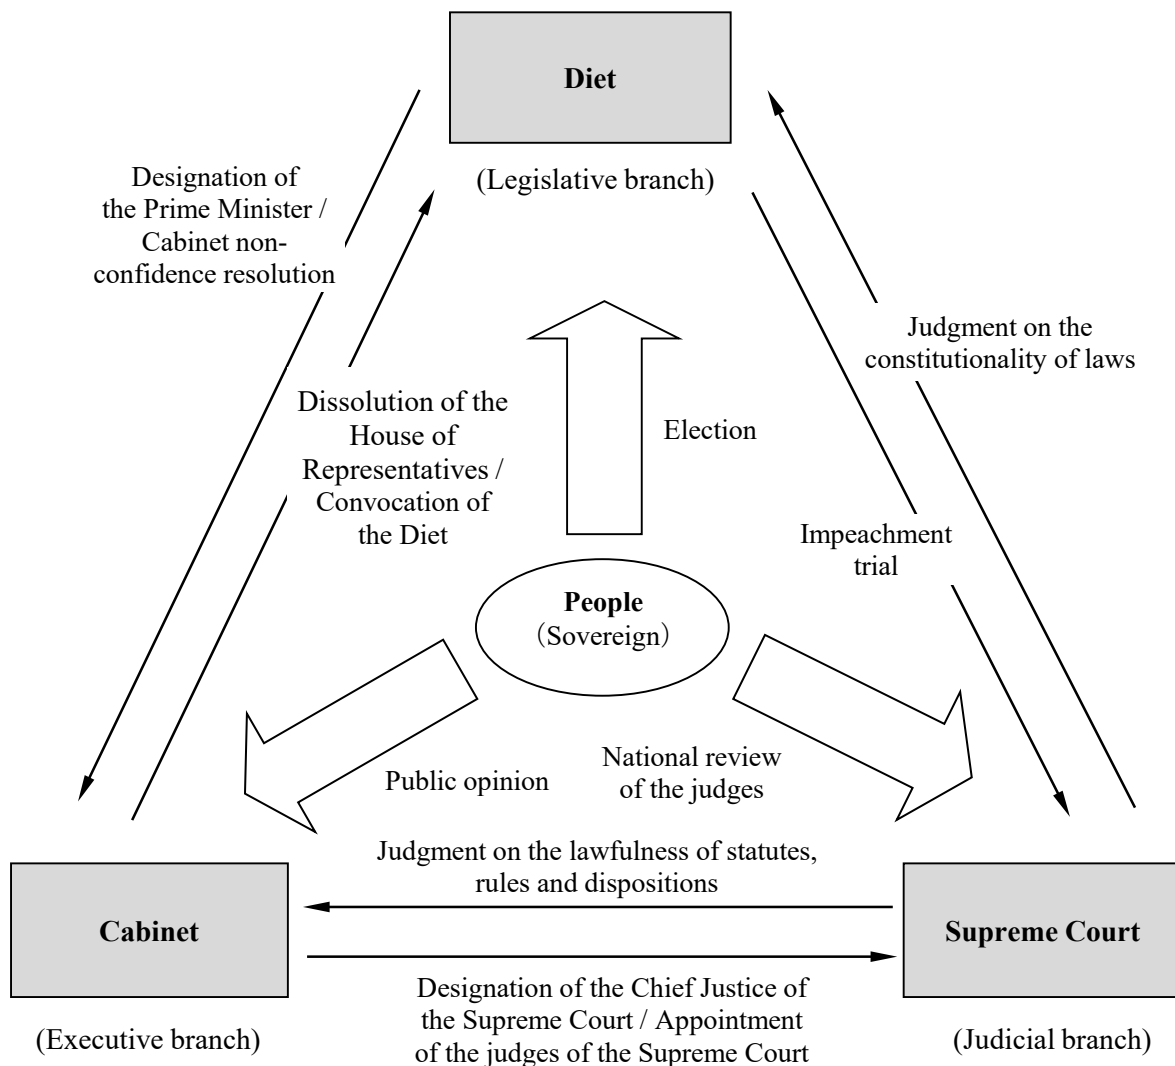 Diet
(Legislative branch)
Designation of
the Prime Minister /
Cabinet non-
confidence resolution
Judgment on the
constitutionality of laws
Dissolution of the
House of
Representatives /
Convocation of
the Diet
Election
Impeachment
trial
People
（Sovereign）
Public opinion
National review
of the judges
Judgment on the lawfulness of statutes,
rules and dispositions
Cabinet
Supreme Court
Designation of the Chief Justice of
the Supreme Court / Appointment
of the judges of the Supreme Court
(Executive branch)
(Judicial branch)